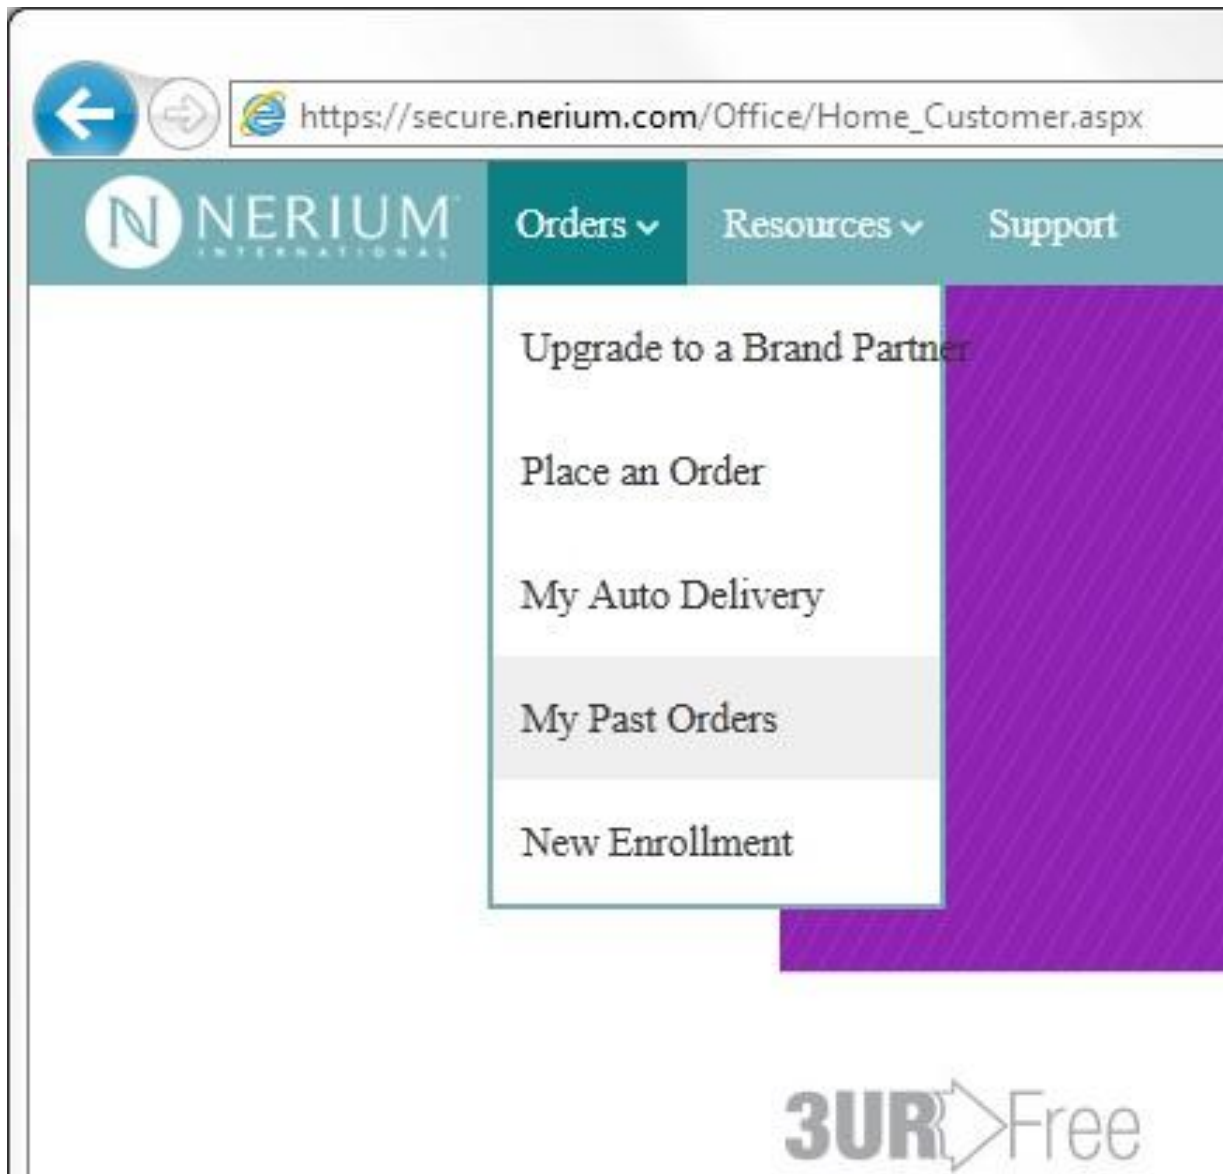 https://secure.nerium.com/Office/Home_Customer.aspx
N NERIUM
INTERNATIONAL
Orders
Resources
Support
Upgrade to a Brand Partner
Place an Order
My Auto Delivery
My Past Orders
New Enrollment
3UR Free